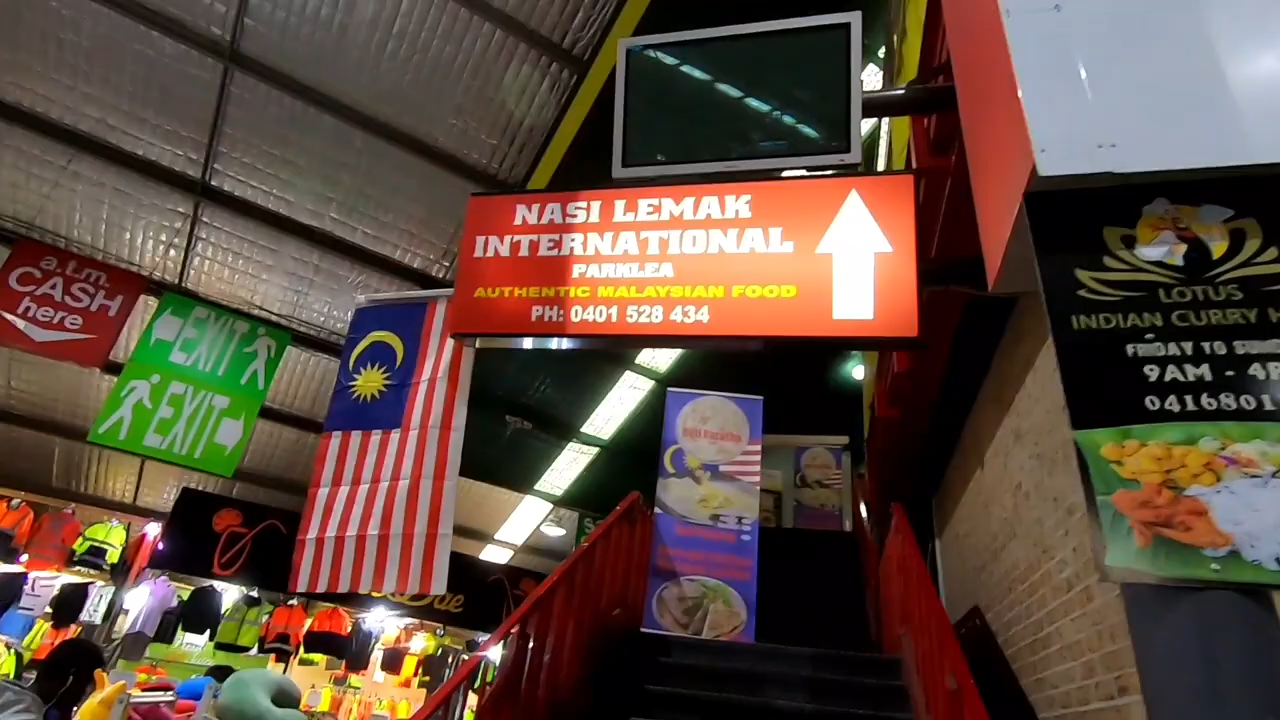 a.t.m.
CASH
here
EXIT
EXIT
NASI LEMAK
INTERNATIONAL
PARKLEA
AUTHENTIC MALAYSIAN FOOD
PH: 0401 528 434
LOTUS
INDIAN CURRY H
FRIDAY TO SUND
9AM - 4P
0416801